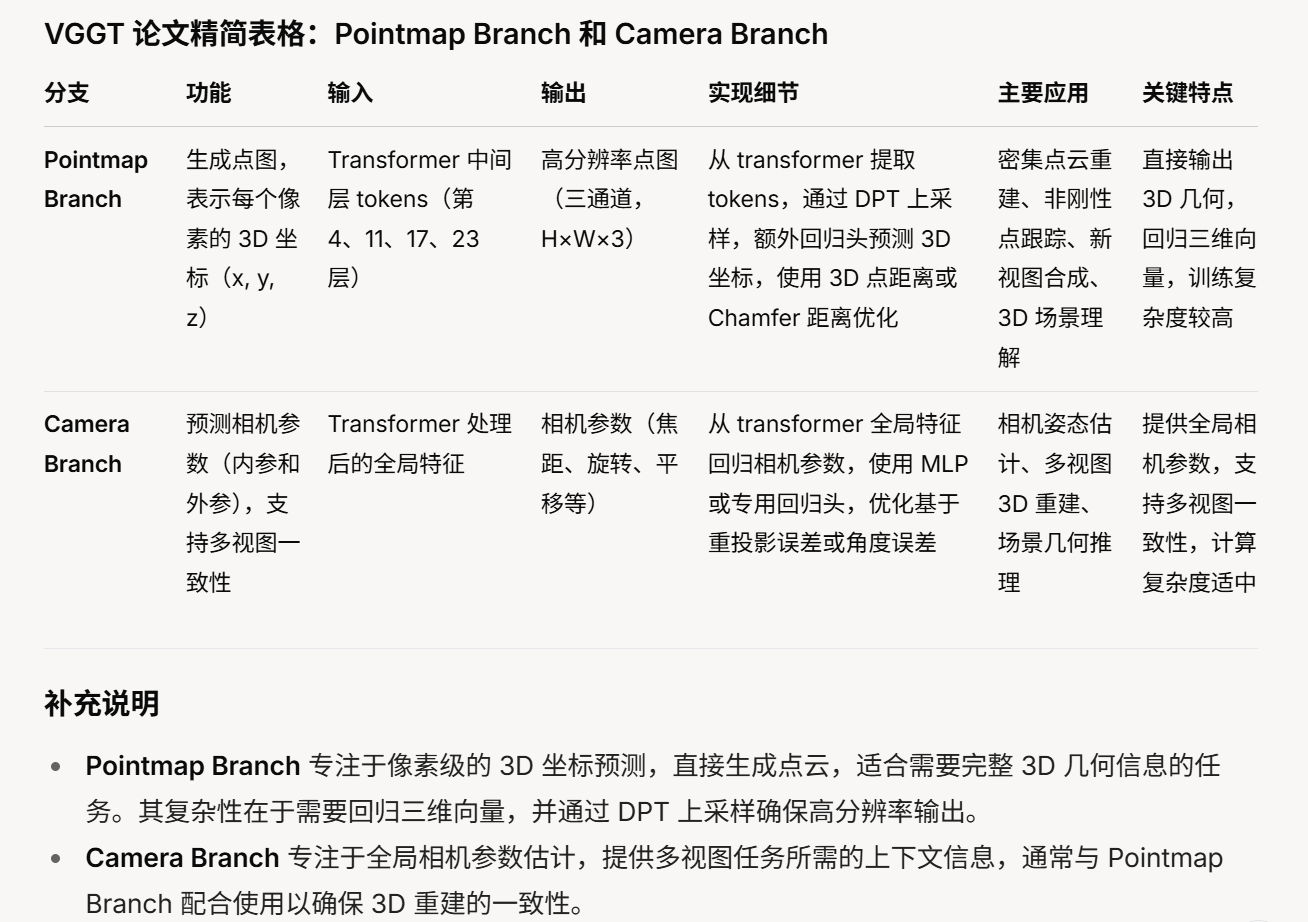 VGGT 论文精简表格：Pointmap Branch 和 Camera Branch
分支 功能 输入 输出 实现细节 主要应用 关键特点
Pointmap 生成点图， Transformer 中间 高分辨率点图 从 transformer 提取 密集点云重 直接输出
Branch 表示每个像 层 tokens（第 （三通道， tokens，通过 DPT 上采 建、非刚性 3D 几何，
素的 3D 坐 4、11、17、23 H×W×3） 样，额外回归头预测 3D 点跟踪、新 回归三维向
标（x, y, 层） 坐标，使用 3D 点距离或 视图合成、 量，训练复
z） Chamfer 距离优化 3D 场景理 杂度较高
解
Camera 预测相机参 Transformer 处理 相机参数（焦 从 transformer 全局特征 相机姿态估 提供全局相
Branch 数（内参和 后的全局特征 距、旋转、平 回归相机参数，使用 MLP 计、多视图 机参数，支
外参），支 移等） 或专用回归头，优化基于 3D 重建、 持多视图一
持多视图一 重投影误差或角度误差 场景几何推 致性，计算
致性 理 复杂度适中
补充说明
• Pointmap Branch 专注于像素级的 3D 坐标预测，直接生成点云，适合需要完整 3D 几何信息的任
务。其复杂性在于需要回归三维向量，并通过 DPT 上采样确保高分辨率输出。
• Camera Branch 专注于全局相机参数估计，提供多视图任务所需的上下文信息，通常与 Pointmap
Branch 配合使用以确保 3D 重建的一致性。